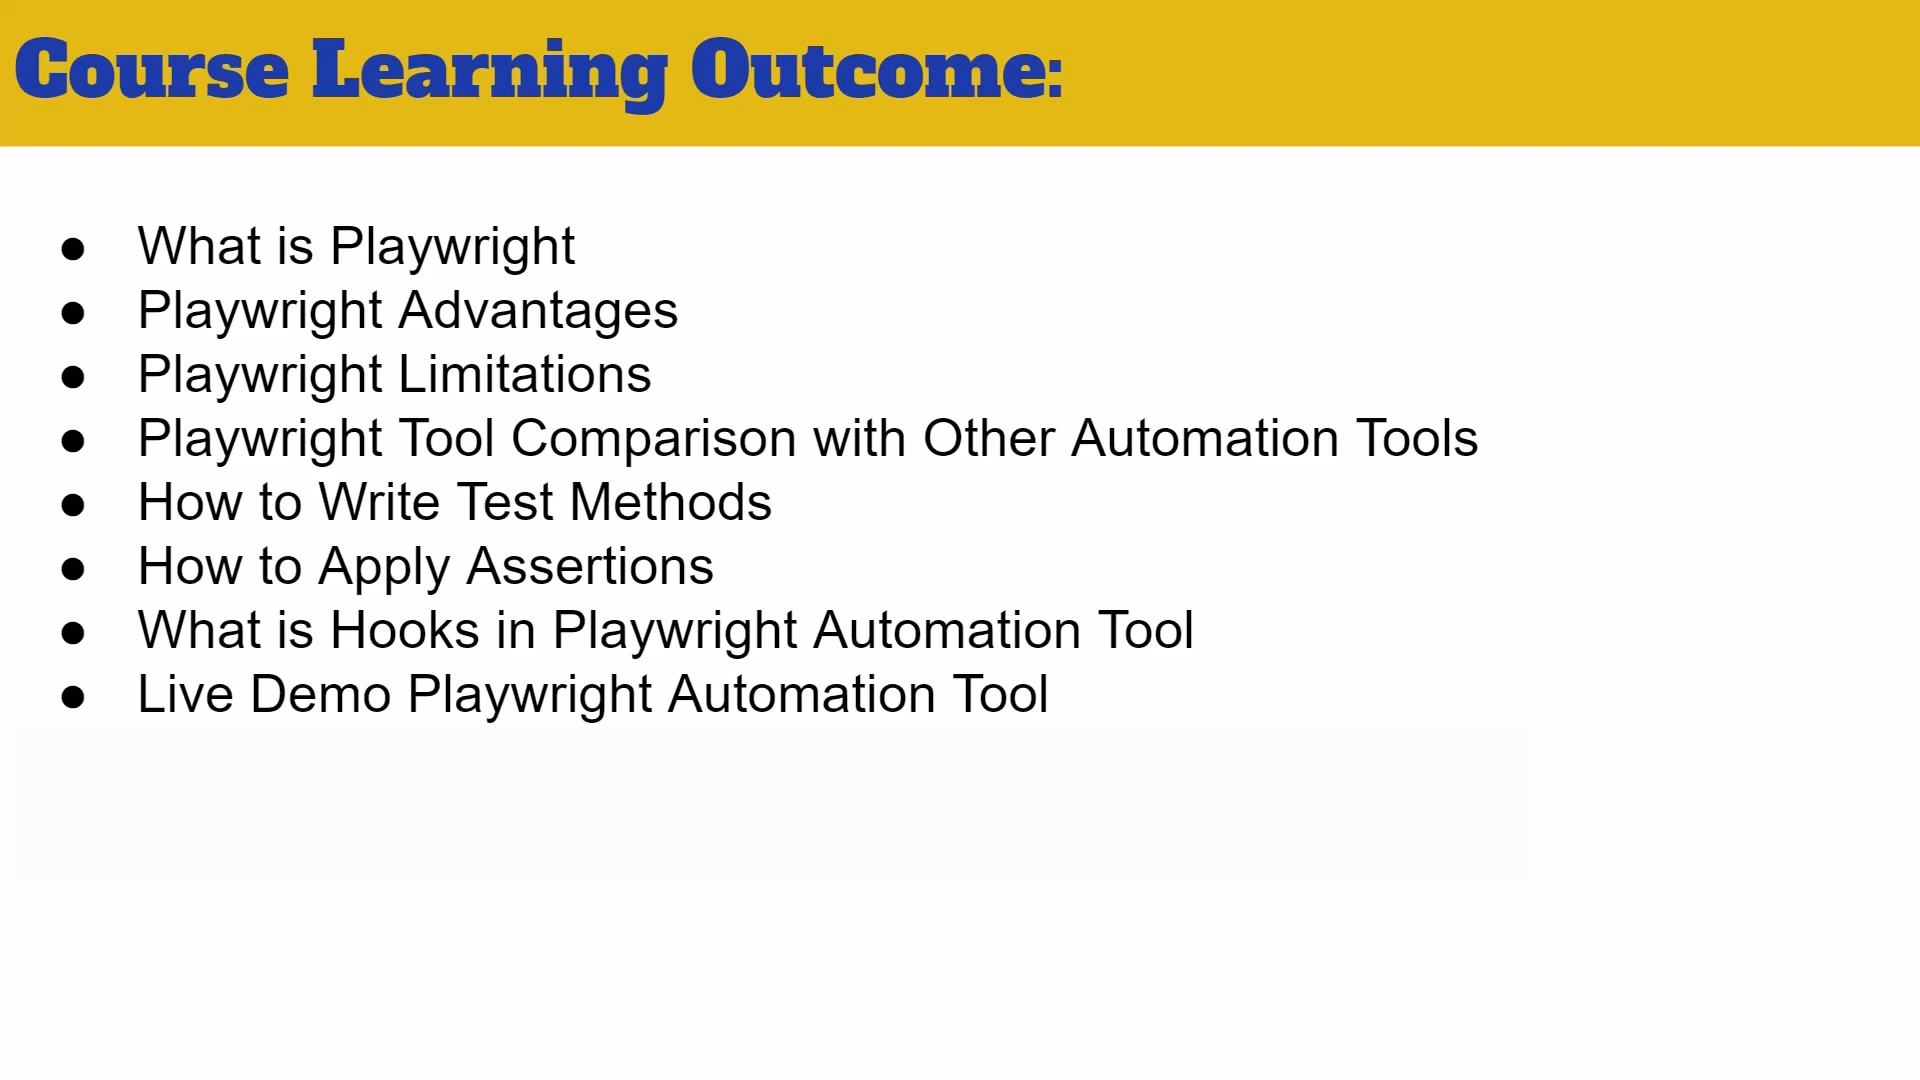 Course Learning Outcome:
● What is Playwright
● Playwright Advantages
● Playwright Limitations
● Playwright Tool Comparison with Other Automation Tools
● How to Write Test Methods
● How to Apply Assertions
● What is Hooks in Playwright Automation Tool
● Live Demo Playwright Automation Tool